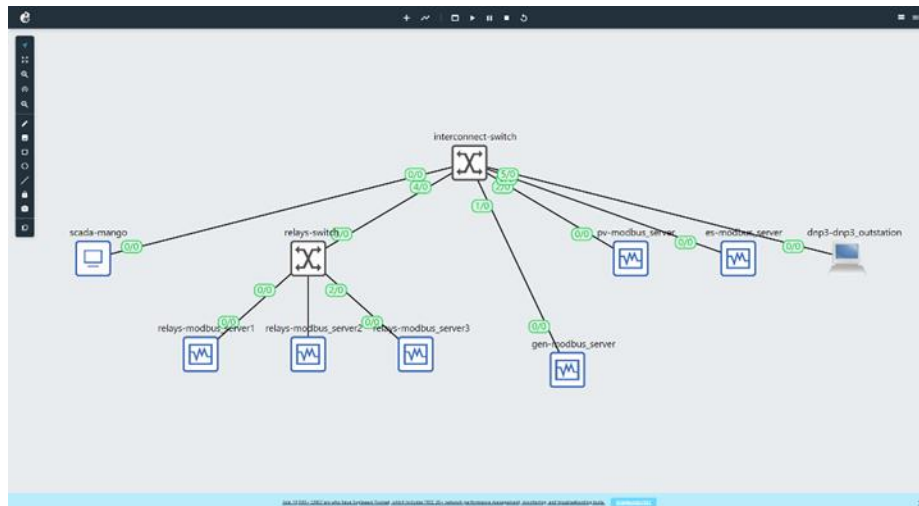 interconnect-switch
0/0
5/0
4/0
2/0
1/0
scada-mango
0/0
relays-switch
0/0
pv-modbus_server
0/0
es-modbus_server
0/0
dnp3-dnp3_outstation
0/0
0/0
2/0
relays-modbus_server1
0/0
relays-modbus_server2
relays-modbus_server3
0/0
0/0
gen-modbus_server